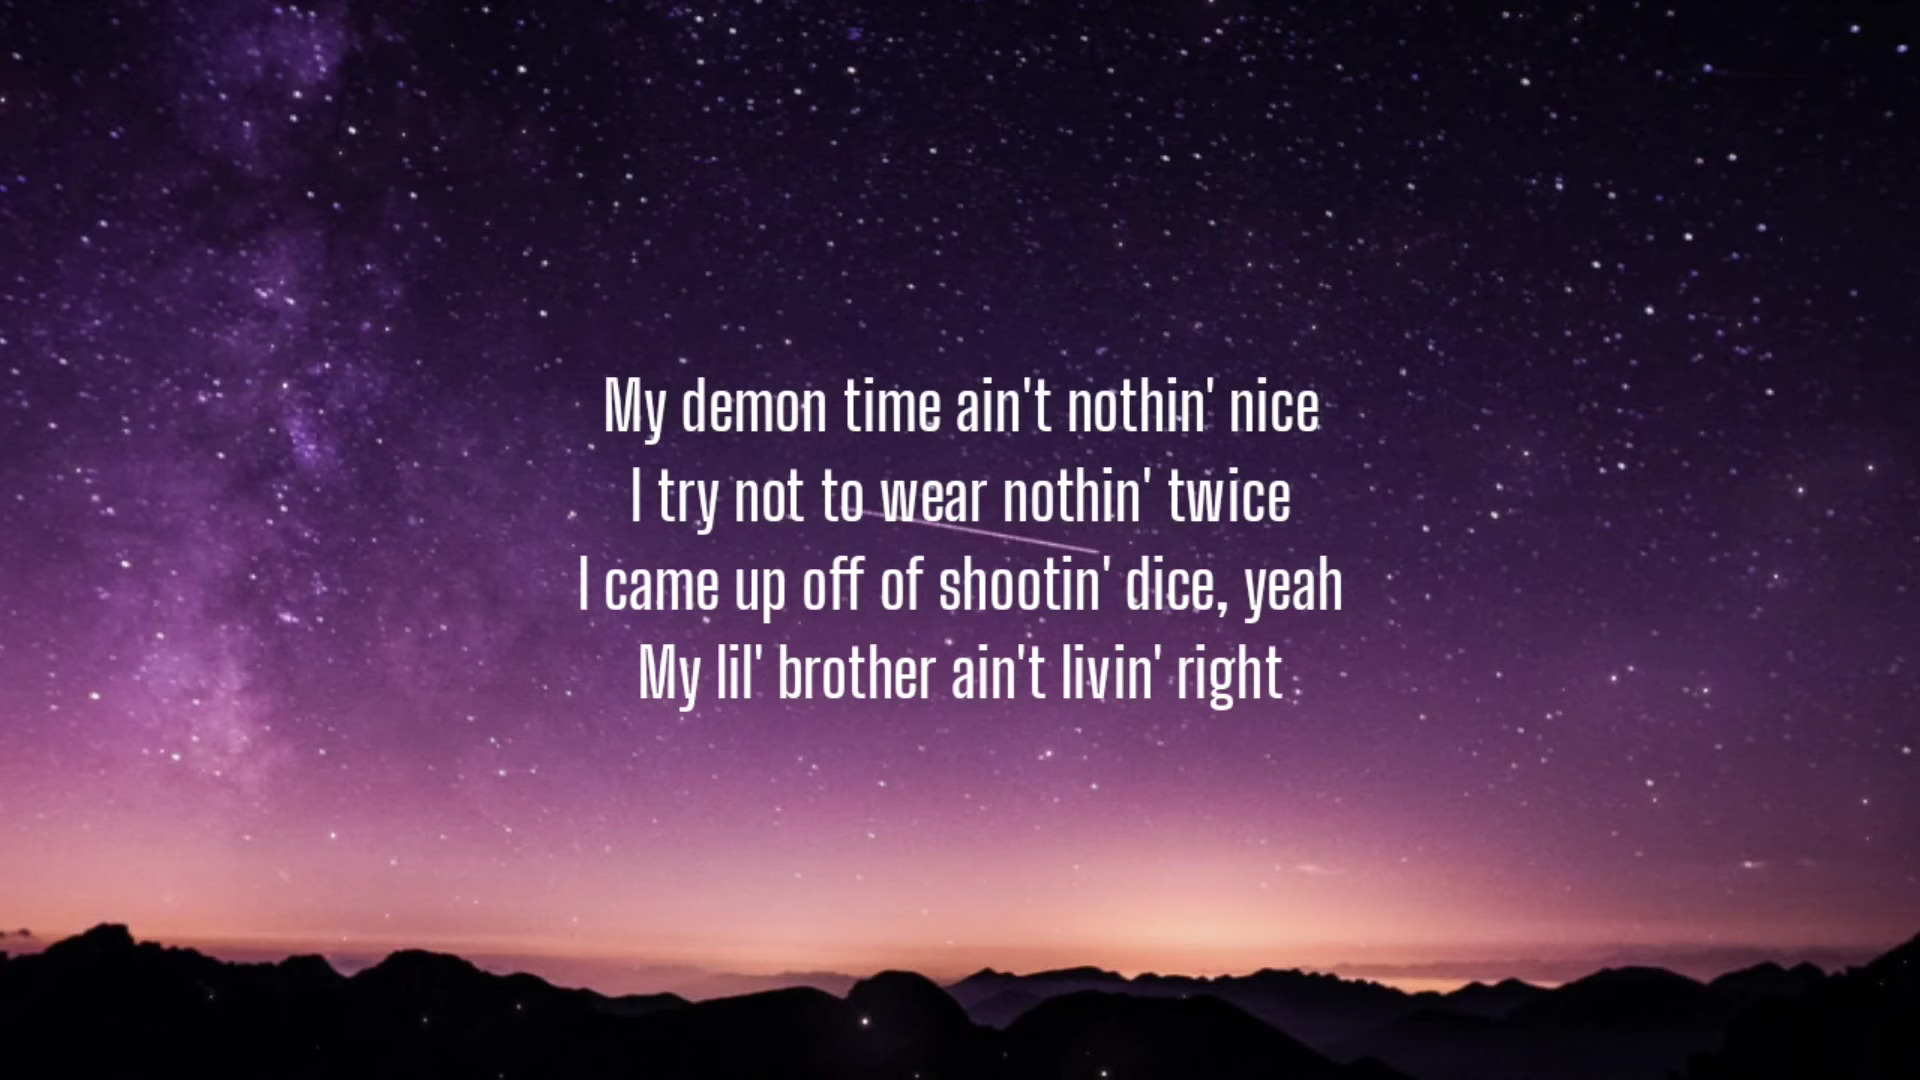 My demon time ain't nothin' nice
I try not to wear nothin' twice
I came up off of shootin' dice, yeah
My lil' brother ain't livin' right